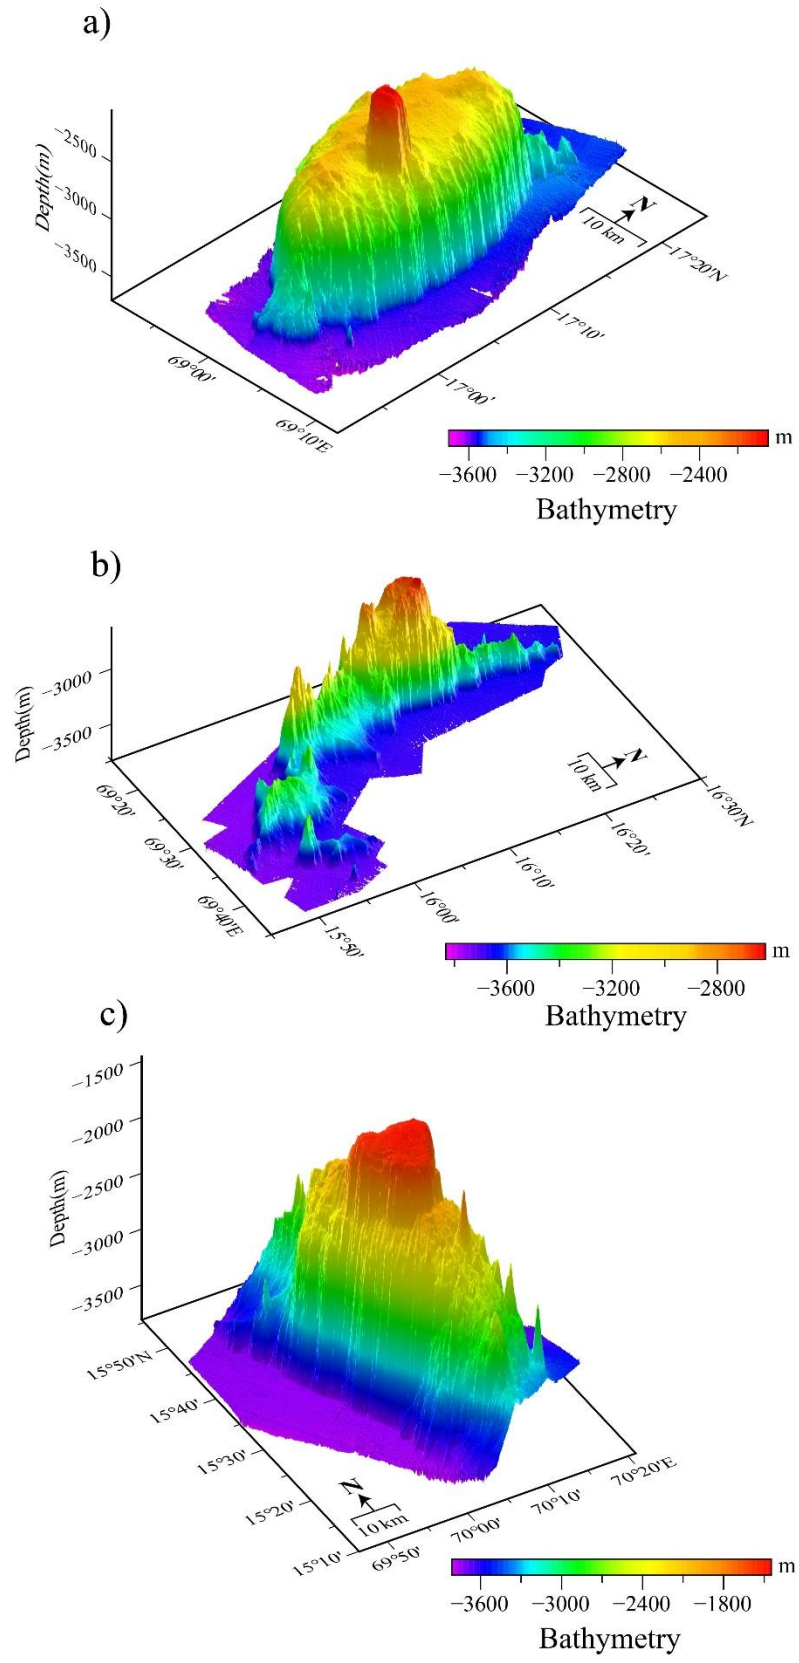 a)
Depth(m)
−2500
−3000
−3500
N
10 km
17°20'N
17°10'
17°00'
69°00'
69°10'E
m
−3600 −3200 −2800 −2400
Bathymetry
b)
Depth(m)
−3000
−3500
N
10 km
69°20'
69°30'
69°40'E
16°30'N
16°20'
16°10'
16°00'
15°50'
m
−3600 −3200 −2800
Bathymetry
c)
Depth(m)
−1500
−2000
−2500
−3000
−3500
15°50'N
15°40'
15°30'
15°20'
15°10'
N
10 km
70°20'E
70°10'
70°00'
69°50'
m
−3600 −3000 −2400 −1800
Bathymetry